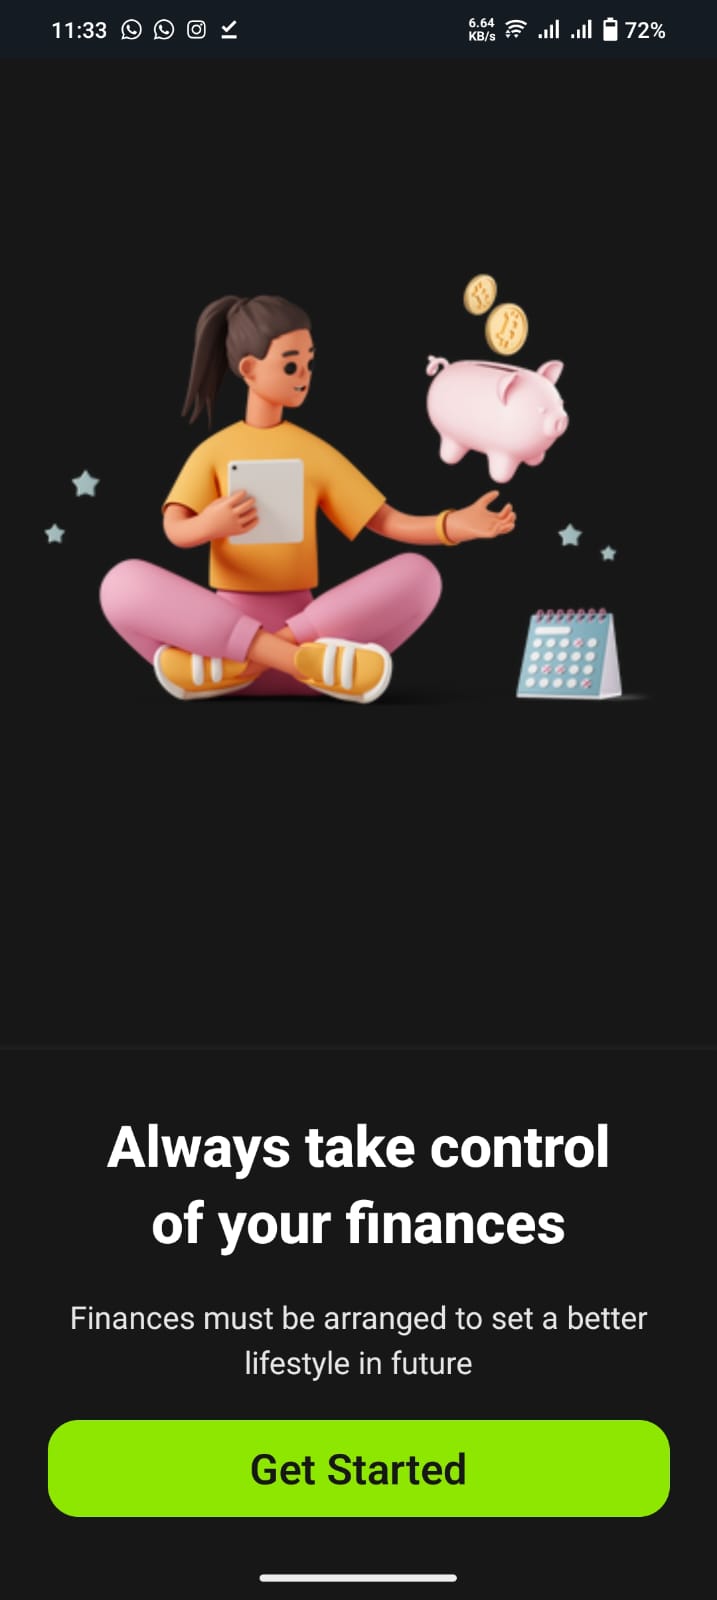 11:33
6.64
KB/s
72%
Always take control
of your finances
Finances must be arranged to set a better
lifestyle in future
Get Started